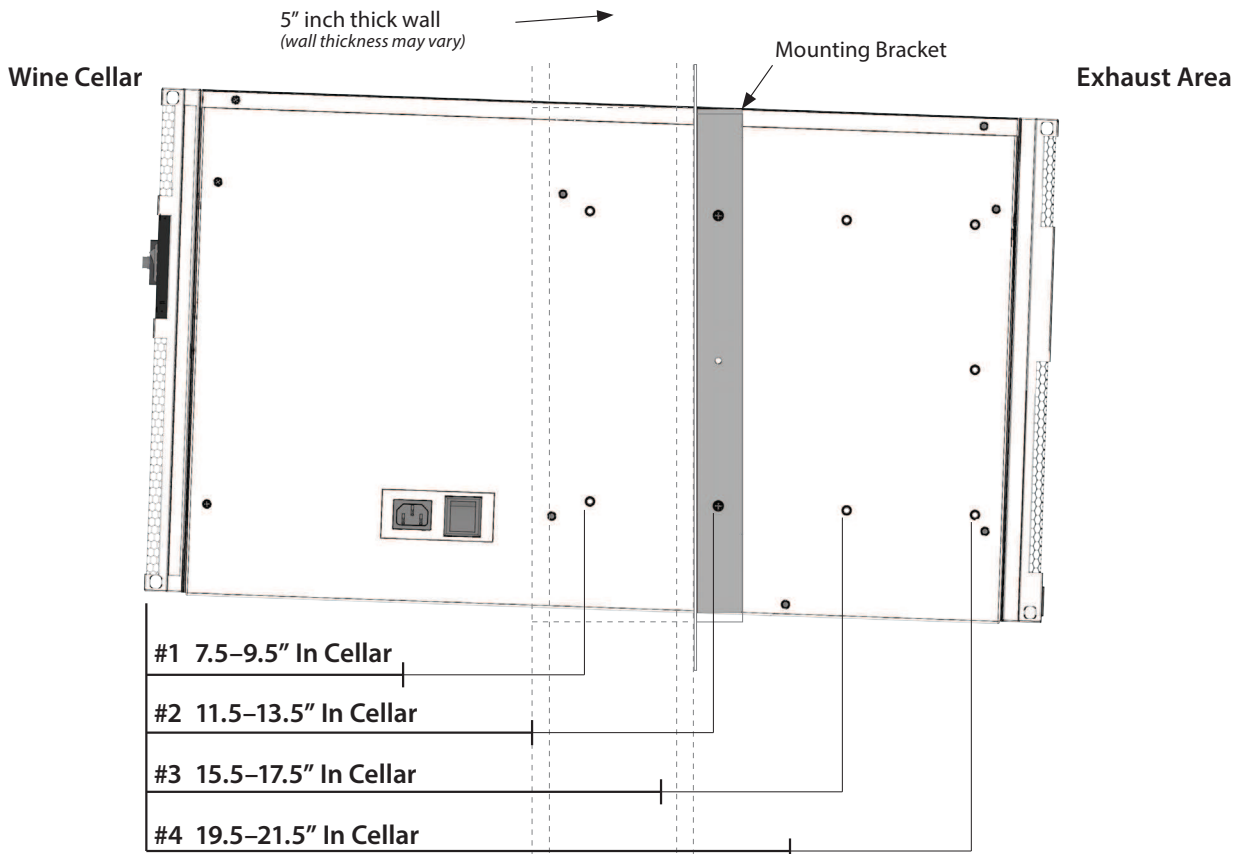 5” inch thick wall
(wall thickness may vary)
Mounting Bracket
Wine Cellar
Exhaust Area
#1 7.5–9.5” In Cellar
#2 11.5–13.5” In Cellar
#3 15.5–17.5” In Cellar
#4 19.5–21.5” In Cellar